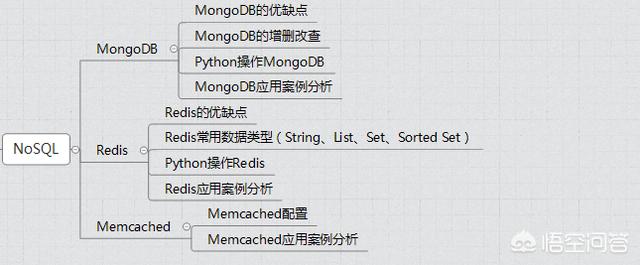 MongoDB的优缺点
MongoDB的增删改查
MongoDB
Python操作MongoDB
MongoDB应用案例分析
Redis的优缺点
Redis常用数据类型（String、List、Set、Sorted Set）
NoSQL
Redis
Python操作Redis
Redis应用案例分析
Memcached配置
Memcached
Memcached应用案例分析
悟空问答